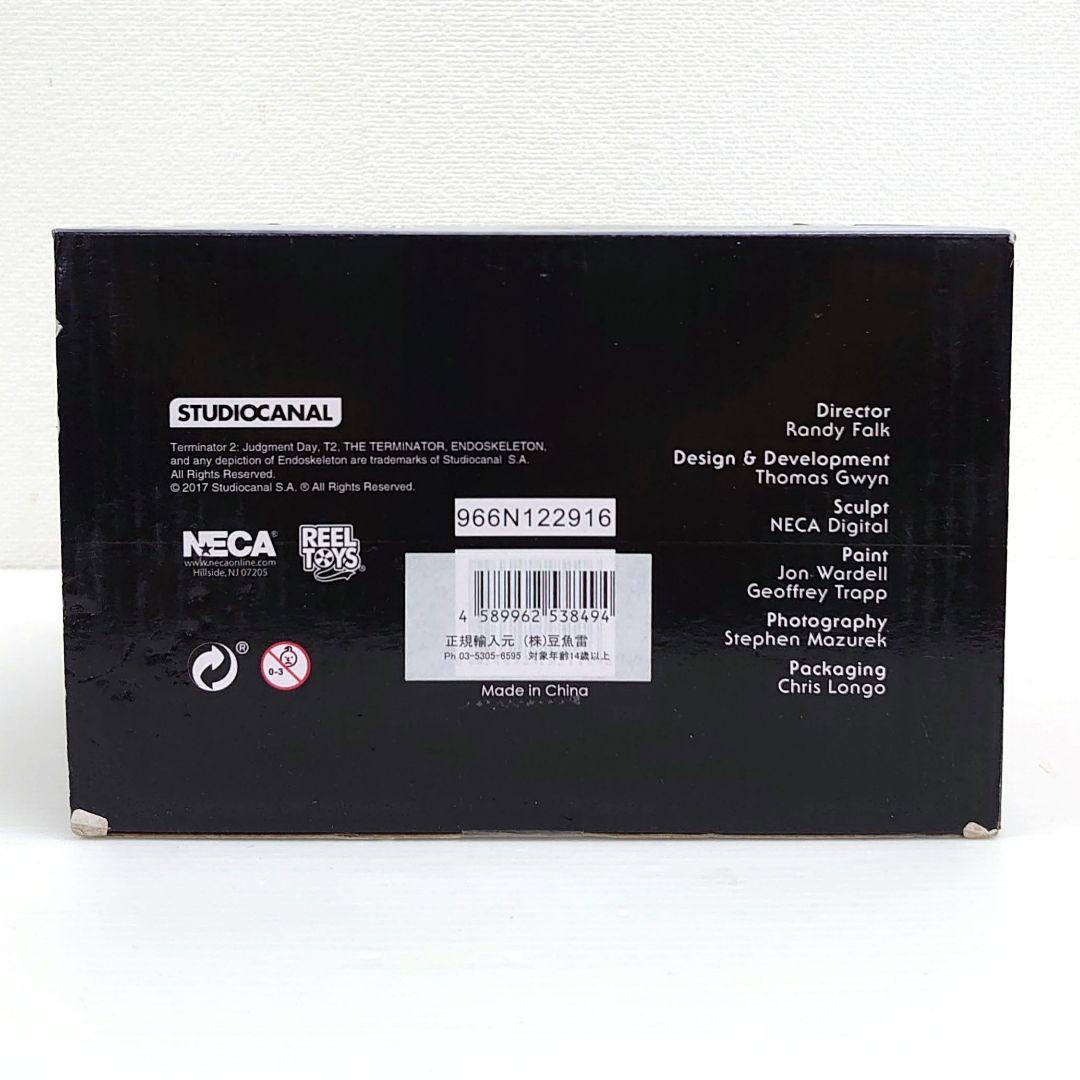 STUDIOCANAL
Terminator 2: Judgment Day, T2, THE TERMINATOR, ENDOSKELETON,
and any depiction of Endoskeleton are trademarks of Studiocanal S.A.
All Rights Reserved.
© 2017 Studiocanal S.A. ® All Rights Reserved.
NECA®
www.necaonline.com
Hillside, NJ 07205
REEL
TOYS
®
0-3
966N122916
4 589962 538494
正規輸入元 (株)豆魚雷
Ph 03-5305-6595 対象年齢14歳以上
Made in China
Director
Randy Falk
Design & Development
Thomas Gwyn
Sculpt
NECA Digital
Paint
Jon Wardell
Geoffrey Trapp
Photography
Stephen Mazurek
Packaging
Chris Longo